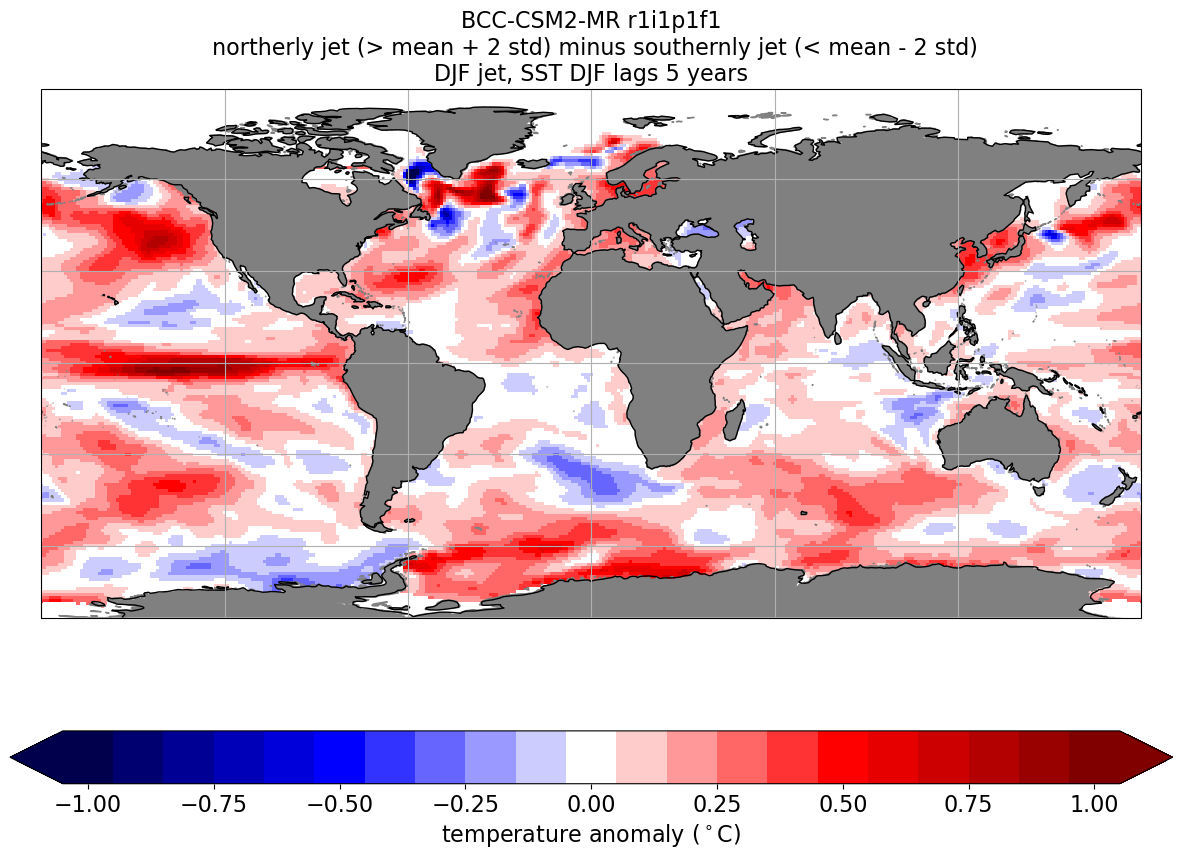 BCC-CSM2-MR r1i1p1f1
northerly jet (> mean + 2 std) minus southernly jet (< mean - 2 std)
DJF jet, SST DJF lags 5 years
−1.00 −0.75 −0.50 −0.25 0.00 0.25 0.50 0.75 1.00
temperature anomaly (°C)